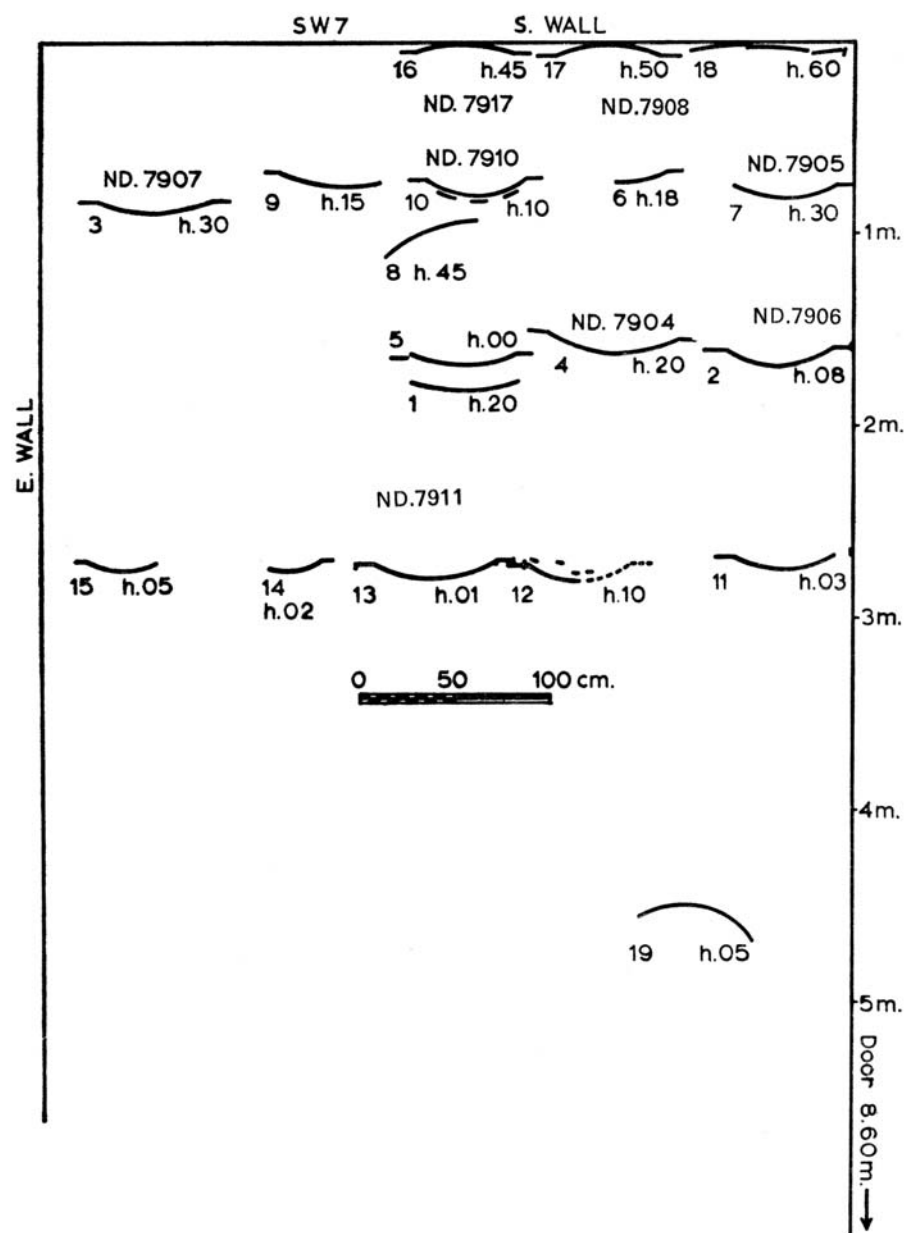 SW7 S. WALL
16 h.45 17 h.50 18 h.60
ND. 7917 ND.7908
ND. 7910
ND. 7907 ND.7905
9 h.15 10 h.10 6 h.18 7 h.30
3 h.30
1m.
8 h.45
ND. 7904 ND.7906
5 h.00
4 h.20 2 h.08
1 h.20
2m.
E. WALL
ND.7911
15 h.05 14 13 h.01 12 h.10 11 h.03
h.02
3m.
0 50 100 cm.
4m.
19 h.05
5m.
Door 8.60m.